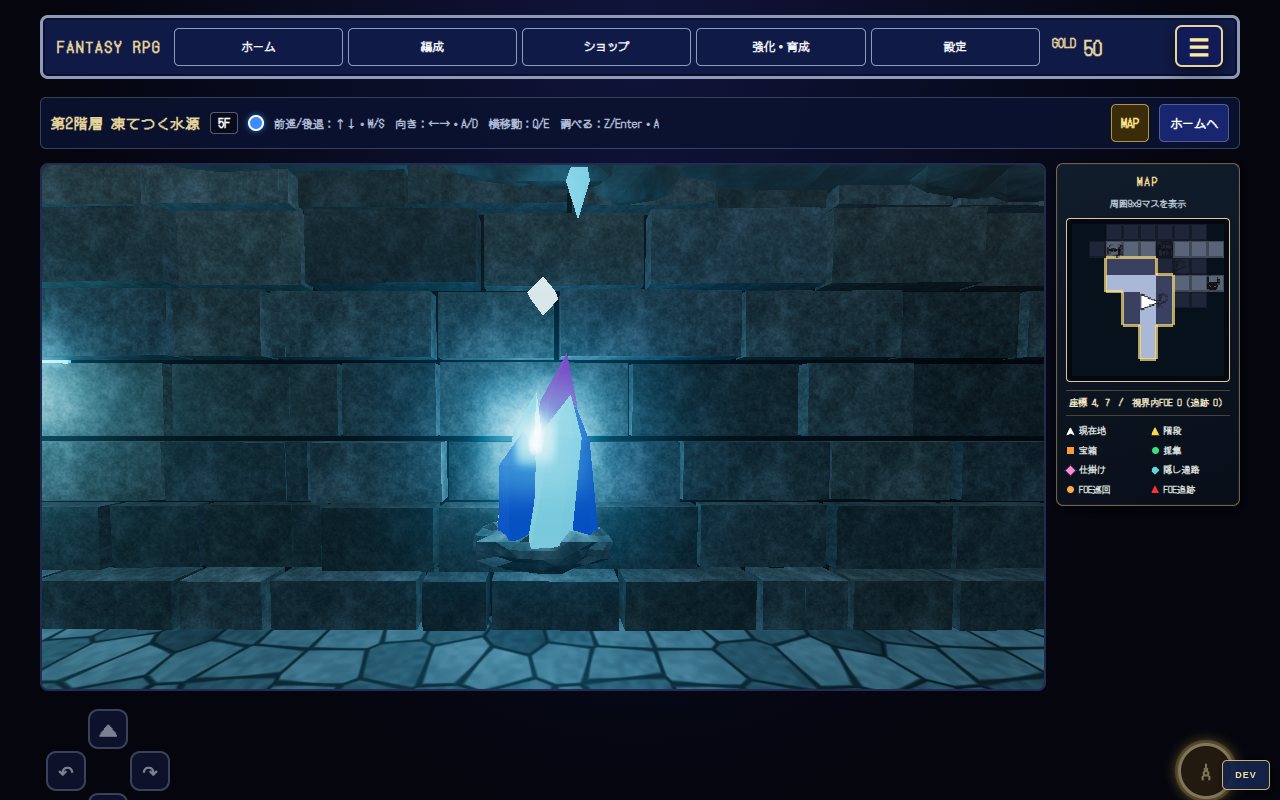 FANTASY RPG
ホーム
編成
ショップ
強化・育成
設定
GOLD 50
第2階層 凍てつく水源
5F
前進/後退：↑↓・W/S 向き：←→・A/D 横移動：Q/E 調べる：Z/Enter・A
MAP
ホームへ
MAP
周囲9x9マスを表示
座標 4, 7 / 視界内FOE 0（追跡 0）
現在地
階段
宝箱
採集
仕掛け
隠し通路
FOE巡回
FOE追跡
A
DEV